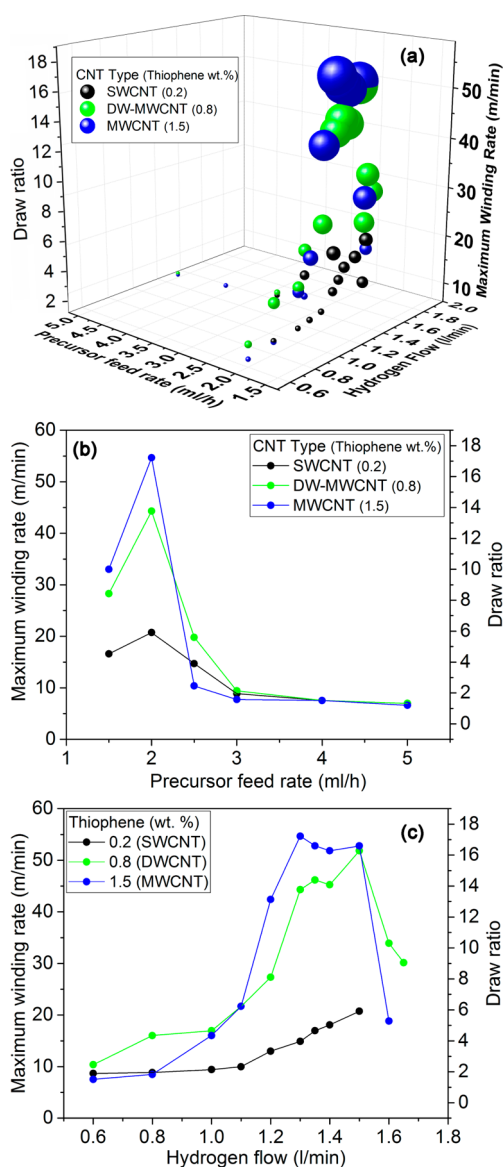 (a)
CNT Type (Thiophene wt.%)
SWCNT (0.2)
DW-MWCNT (0.8)
MWCNT (1.5)
Draw ratio
18
16
14
12
10
8
6
4
2
Maximum Winding Rate (m/min)
50
40
30
20
10
Precursor feed rate (ml/h)
5.0
4.5
4.0
3.5
3.0
2.5
2.0
1.5
Hydrogen Flow (l/min)
0.6
0.8
1.0
1.2
1.4
1.6
1.8
2.0
(b)
CNT Type (Thiophene wt.%)
SWCNT (0.2)
DW-MWCNT (0.8)
MWCNT (1.5)
Maximum winding rate (m/min)
60
50
40
30
20
10
0
Draw ratio
18
16
14
12
10
8
6
4
2
0
1 2 3 4 5
Precursor feed rate (ml/h)
(c)
Thiophene (wt. %)
0.2 (SWCNT)
0.8 (DWCNT)
1.5 (MWCNT)
Maximum winding rate (m/min)
60
50
40
30
20
10
0
Draw ratio
18
16
14
12
10
8
6
4
2
0
0.6 0.8 1.0 1.2 1.4 1.6
Hydrogen flow (l/min)